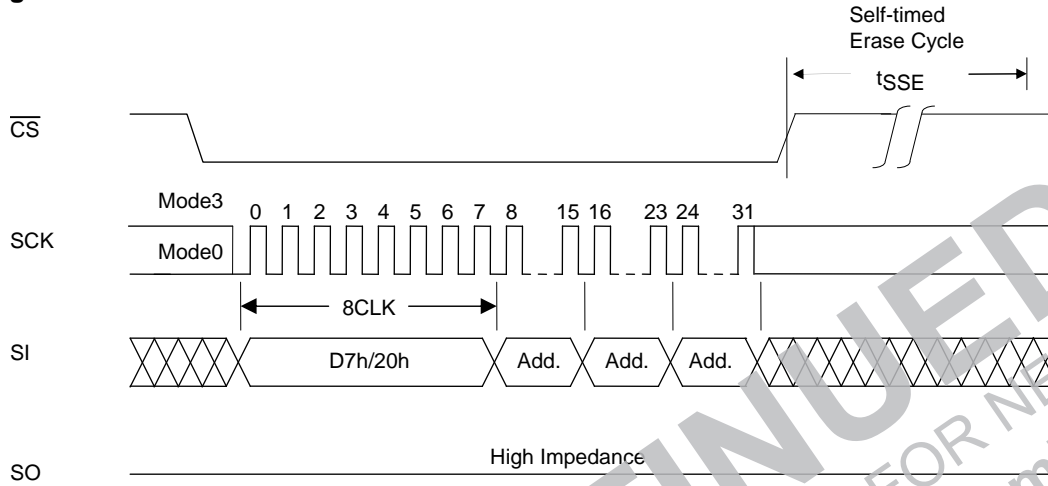 Self-timed
Erase Cycle
tSSE
CS
Mode3
0 1 2 3 4 5 6 7 8 15 16 23 24 31
SCK
Mode0
8CLK
SI
D7h/20h Add. Add. Add.
High Impedance
SO